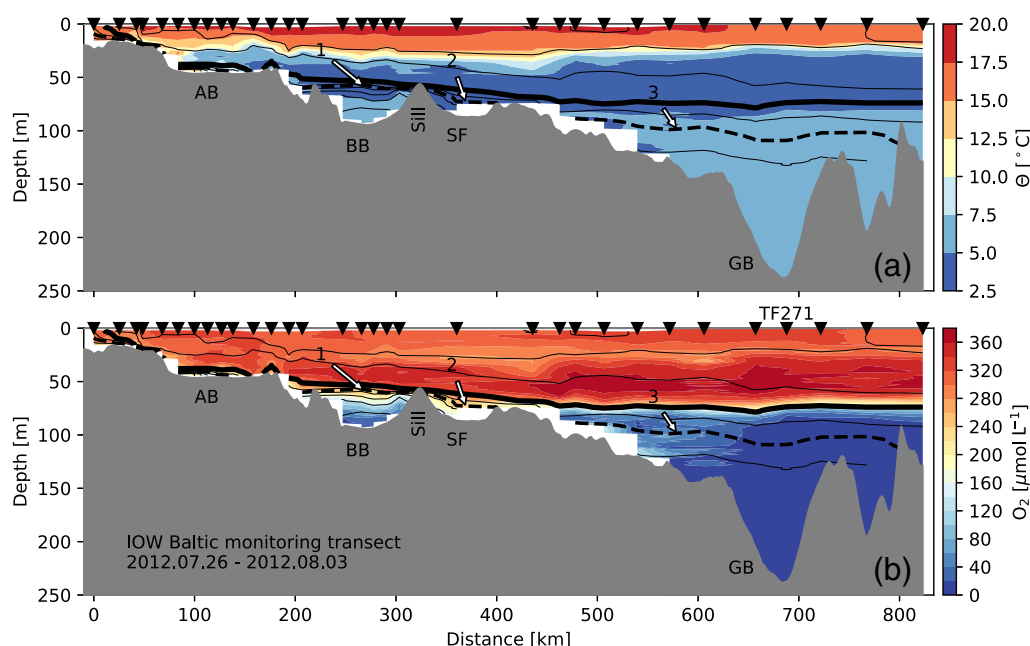 0
50
100
150
200
250
Depth [m]
1
2
3
AB
BB
Sill
SF
GB
(a)
20.0
17.5
15.0
12.5
10.0
7.5
5.0
2.5
Θ [°C]
TF271
0
50
100
150
200
250
Depth [m]
1
2
3
AB
BB
Sill
SF
GB
(b)
IOW Baltic monitoring transect
2012.07.26 - 2012.08.03
0 100 200 300 400 500 600 700 800
Distance [km]
360
320
280
240
200
160
120
80
40
0
O₂ [μmol L⁻¹]